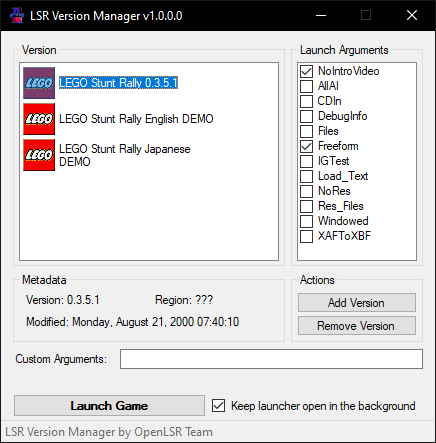 LSR Version Manager v1.0.0.0
Version
LEGO
LEGO Stunt Rally 0.3.5.1
LEGO
LEGO Stunt Rally English DEMO
LEGO
LEGO Stunt Rally Japanese
DEMO
Launch Arguments
NoIntroVideo
AllAI
CDIn
DebugInfo
Files
Freeform
IGTest
Load_Text
NoRes
Res_Files
Windowed
XAFToXBF
Metadata
Version: 0.3.5.1
Region: ???
Modified: Monday, August 21, 2000 07:40:10
Actions
Add Version
Remove Version
Custom Arguments:
Launch Game
Keep launcher open in the background
LSR Version Manager by OpenLSR Team